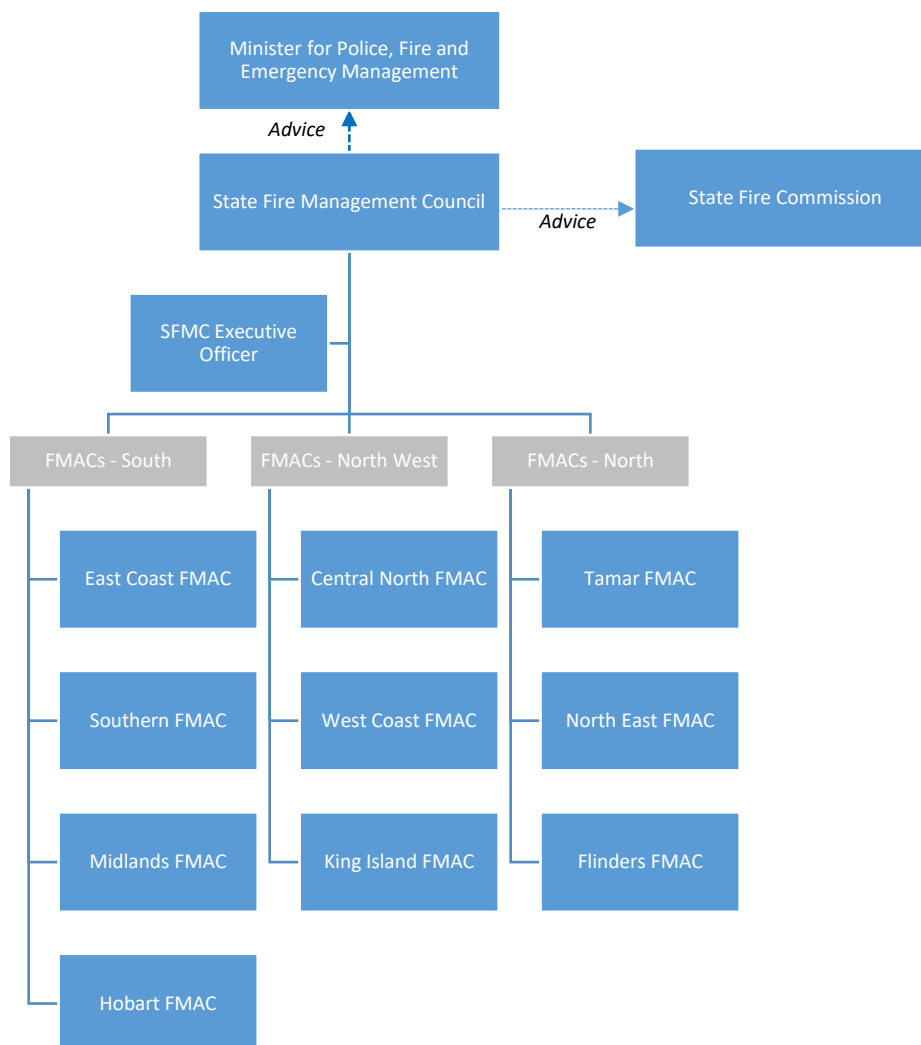 Minister for Police, Fire and
Emergency Management
Advice
State Fire Management Council
State Fire Commission
Advice
SFMC Executive
Officer
FMACs - South
FMACs - North West
FMACs - North
East Coast FMAC
Central North FMAC
Tamar FMAC
Southern FMAC
West Coast FMAC
North East FMAC
Midlands FMAC
King Island FMAC
Flinders FMAC
Hobart FMAC